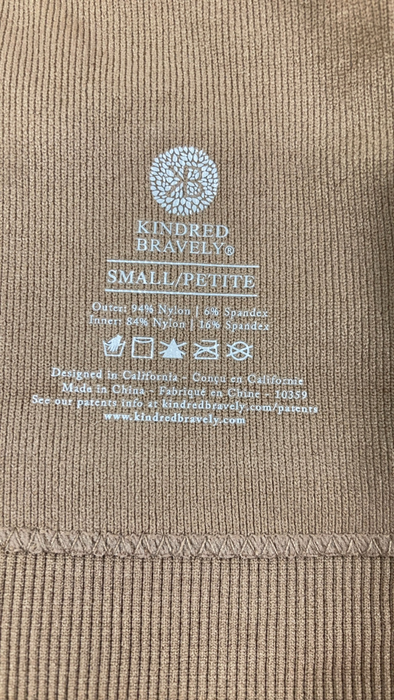 KB
KINDRED
BRAVELY®
SMALL/PETITE
Outer: 94% Nylon | 6% Spandex
Inner: 84% Nylon | 16% Spandex
Designed in California - Conçu en Californie
Made in China - Fabriqué en Chine - 10359
See our patents info at kindredbravely.com/patents
www.kindredbravely.com